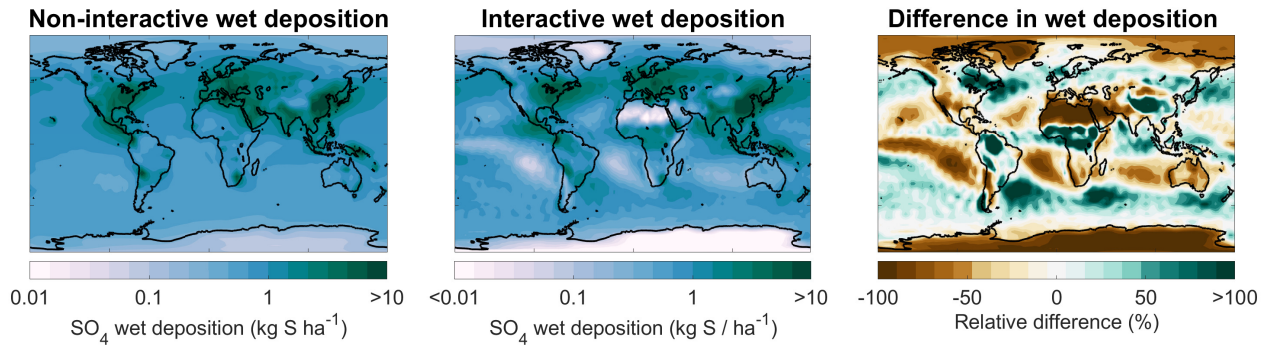 Non-interactive wet deposition
0.01 0.1 1 >10
SO4 wet deposition (kg S ha-1)
Interactive wet deposition
<0.01 0.1 1 >10
SO4 wet deposition (kg S / ha-1)
Difference in wet deposition
-100 -50 0 50 >100
Relative difference (%)